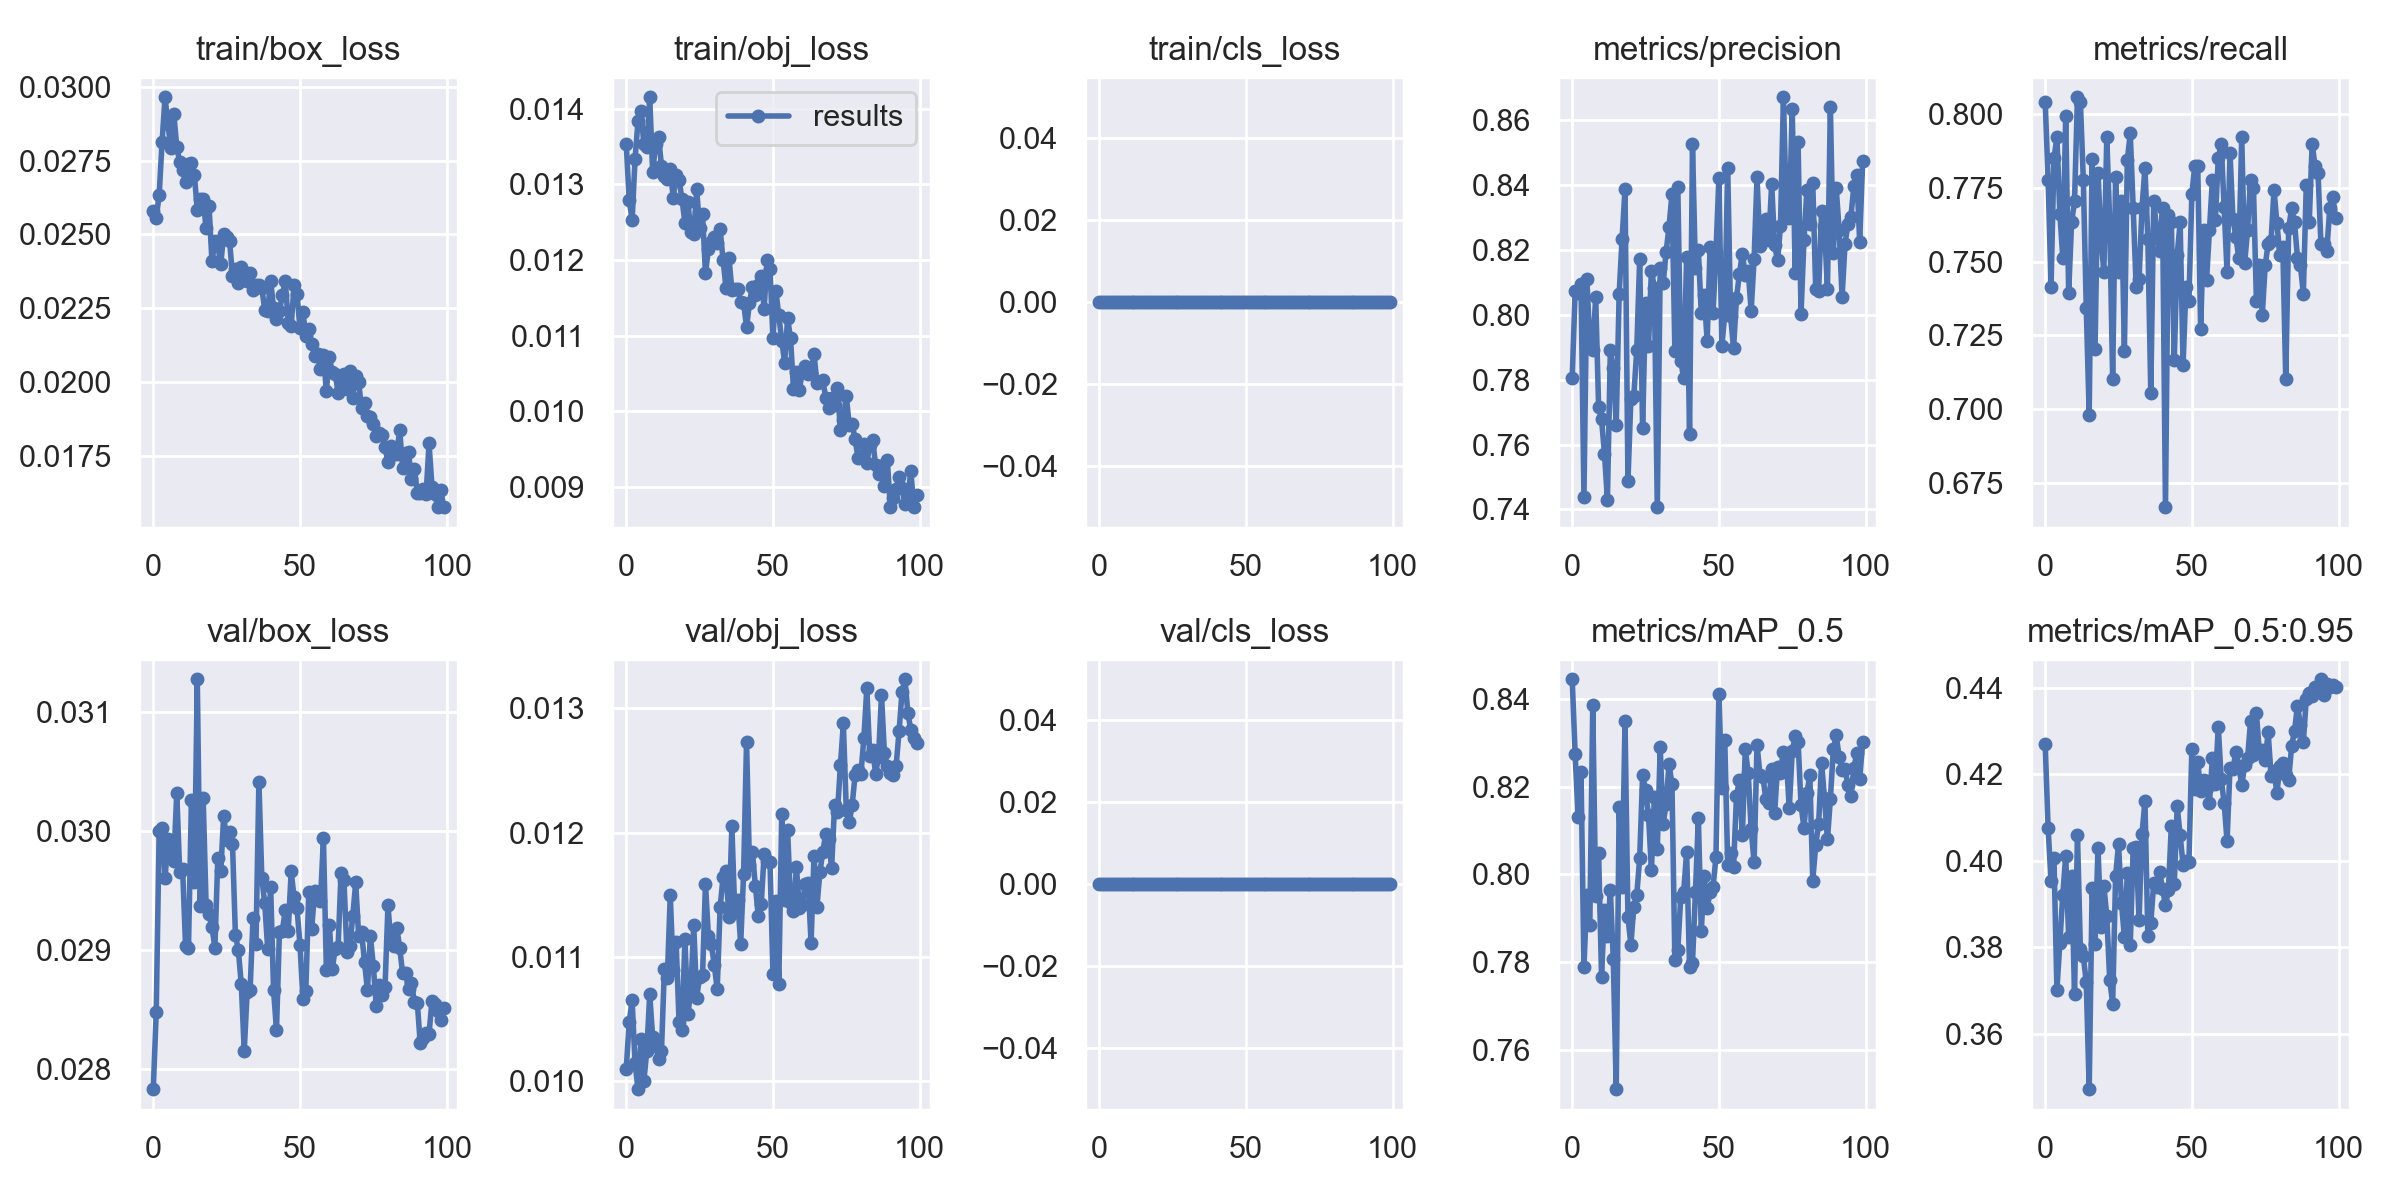 train/box_loss
0.0300
0.0275
0.0250
0.0225
0.0200
0.0175
0 50 100
train/obj_loss
results
0.014
0.013
0.012
0.011
0.010
0.009
0 50 100
train/cls_loss
0.04
0.02
0.00
−0.02
−0.04
0 50 100
metrics/precision
0.86
0.84
0.82
0.80
0.78
0.76
0.74
0 50 100
metrics/recall
0.800
0.775
0.750
0.725
0.700
0.675
0 50 100
val/box_loss
0.031
0.030
0.029
0.028
0 50 100
val/obj_loss
0.013
0.012
0.011
0.010
0 50 100
val/cls_loss
0.04
0.02
0.00
−0.02
−0.04
0 50 100
metrics/mAP_0.5
0.84
0.82
0.80
0.78
0.76
0 50 100
metrics/mAP_0.5:0.95
0.44
0.42
0.40
0.38
0.36
0 50 100